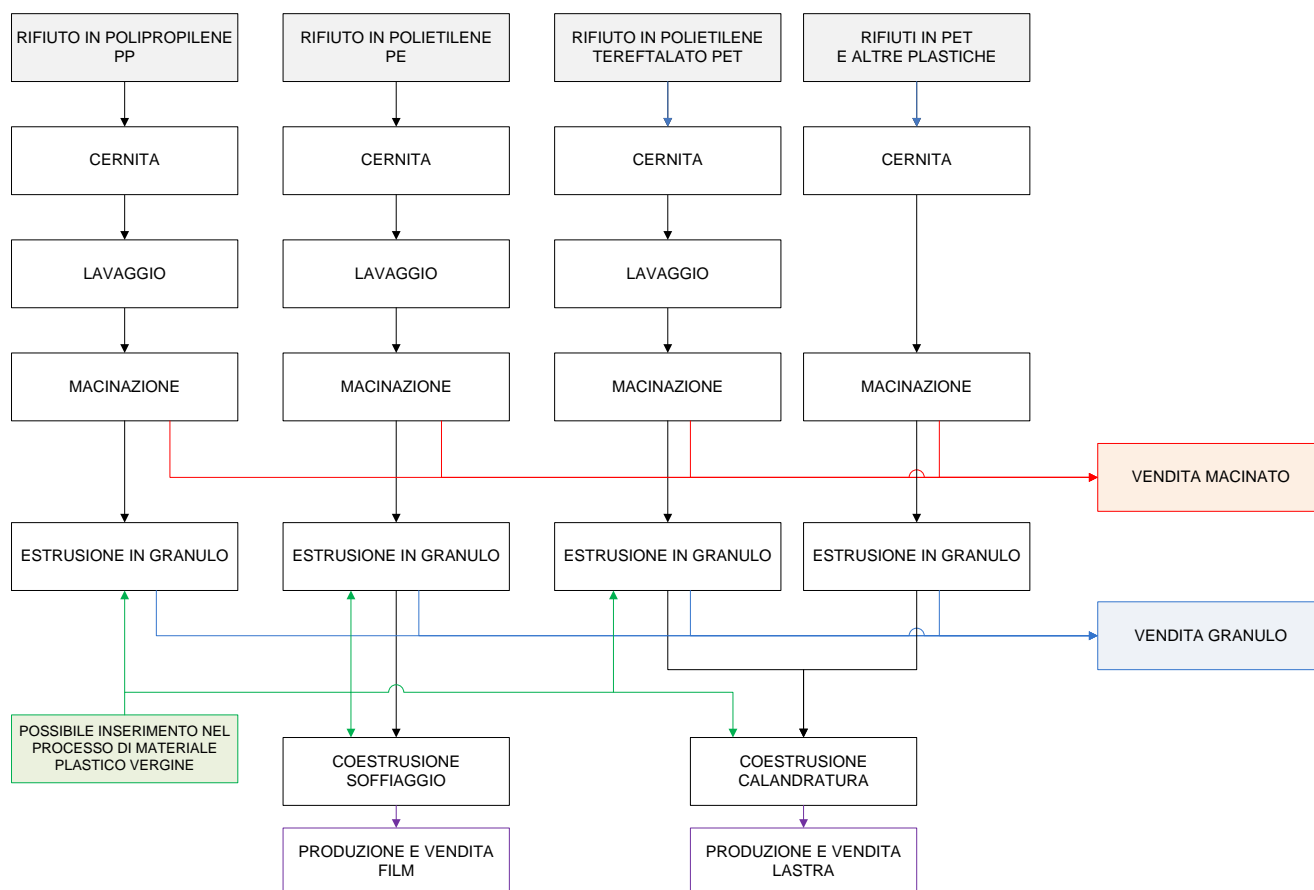 RIFIUTO IN POLIPROPILENE
PP
RIFIUTO IN POLIETILENE
PE
RIFIUTO IN POLIETILENE
TEREFTALATO PET
RIFIUTI IN PET
E ALTRE PLASTICHE
CERNITA
CERNITA
CERNITA
CERNITA
LAVAGGIO
LAVAGGIO
LAVAGGIO
MACINAZIONE
MACINAZIONE
MACINAZIONE
MACINAZIONE
VENDITA MACINATO
ESTRUSIONE IN GRANULO
ESTRUSIONE IN GRANULO
ESTRUSIONE IN GRANULO
ESTRUSIONE IN GRANULO
VENDITA GRANULO
POSSIBILE INSERIMENTO NEL
PROCESSO DI MATERIALE
PLASTICO VERGINE
COESTRUSIONE
SOFFIAGGIO
COESTRUSIONE
CALANDRATURA
PRODUZIONE E VENDITA
FILM
PRODUZIONE E VENDITA
LASTRA